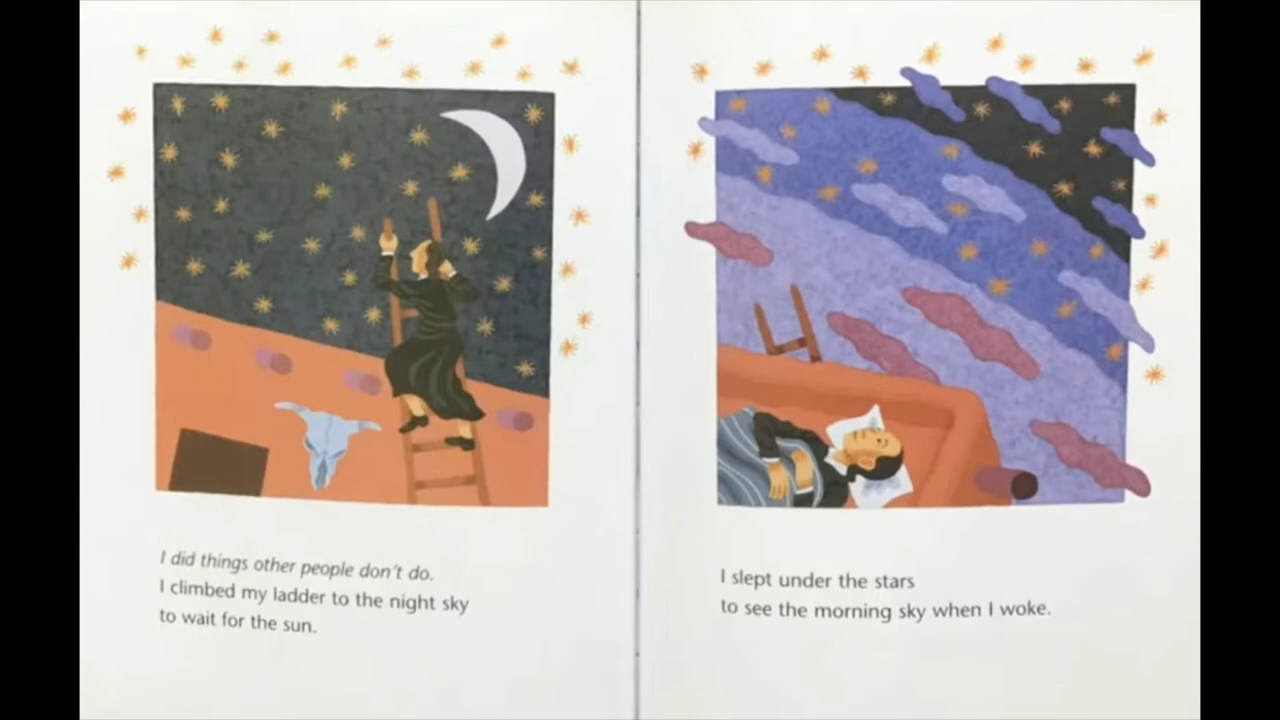 I did things other people don't do.
I climbed my ladder to the night sky
to wait for the sun.
I slept under the stars
to see the morning sky when I woke.